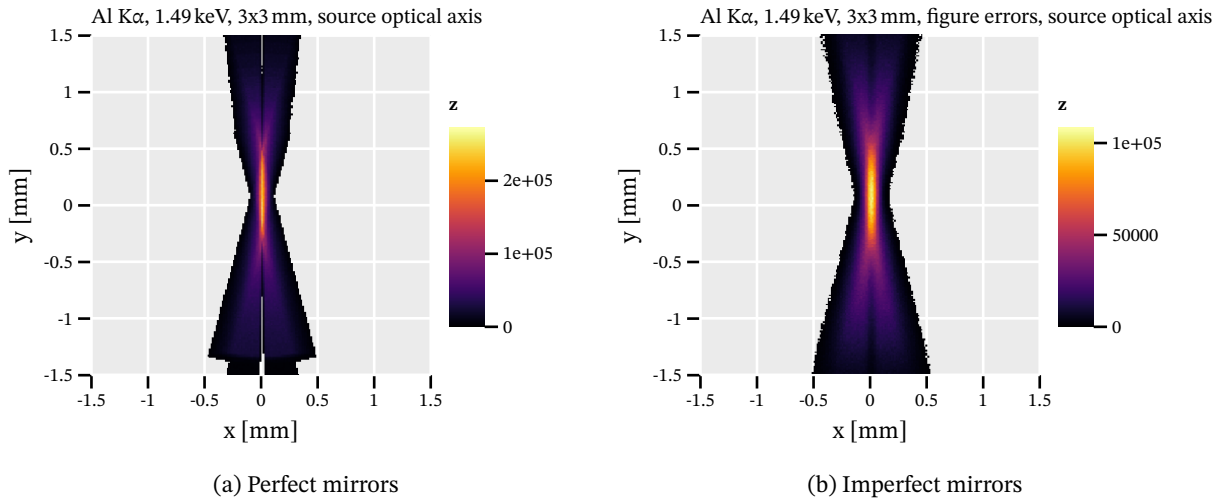 Al Kα, 1.49 keV, 3x3 mm, source optical axis
1.5
1
0.5
0
-0.5
-1
-1.5
y [mm]
-1.5
-1
-0.5
0
0.5
1
1.5
x [mm]
z
2e+05
1e+05
0
(a) Perfect mirrors
Al Kα, 1.49 keV, 3x3 mm, figure errors, source optical axis
1.5
1
0.5
0
-0.5
-1
-1.5
y [mm]
-1.5
-1
-0.5
0
0.5
1
1.5
x [mm]
z
1e+05
50000
0
(b) Imperfect mirrors